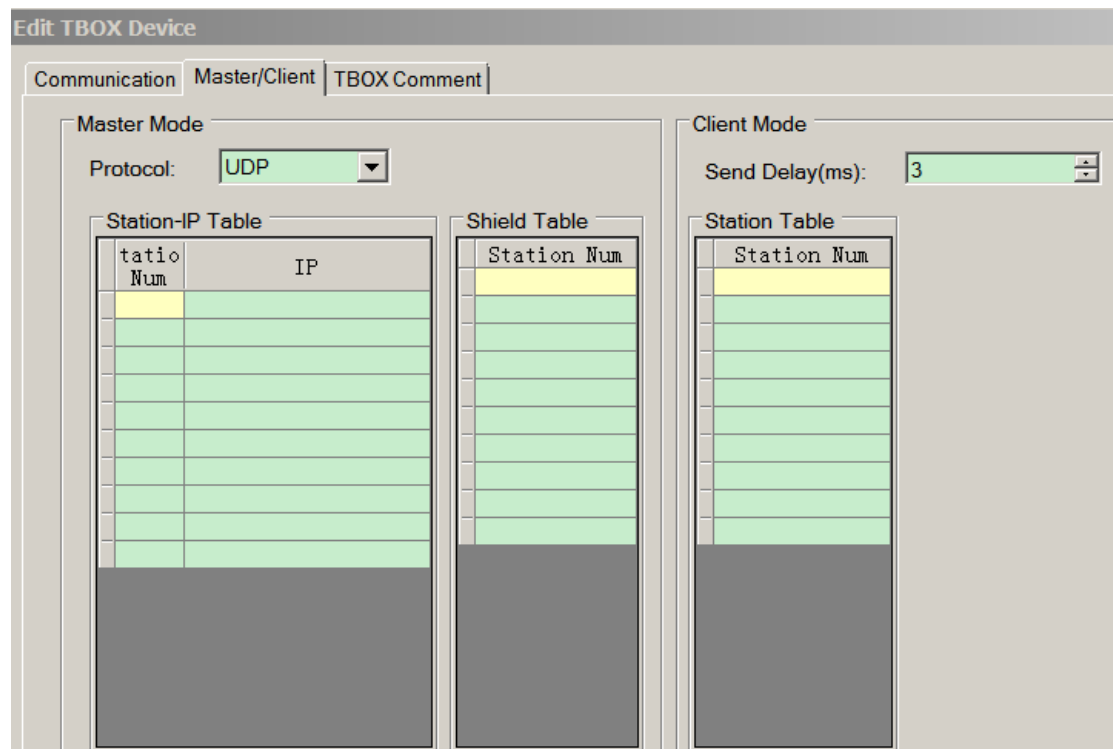 Edit TBOX Device
Communication Master/Client TBOX Comment
Master Mode
Protocol: UDP
Station-IP Table
tatio
Num
IP
Shield Table
Station Num
Client Mode
Send Delay(ms): 3
Station Table
Station Num